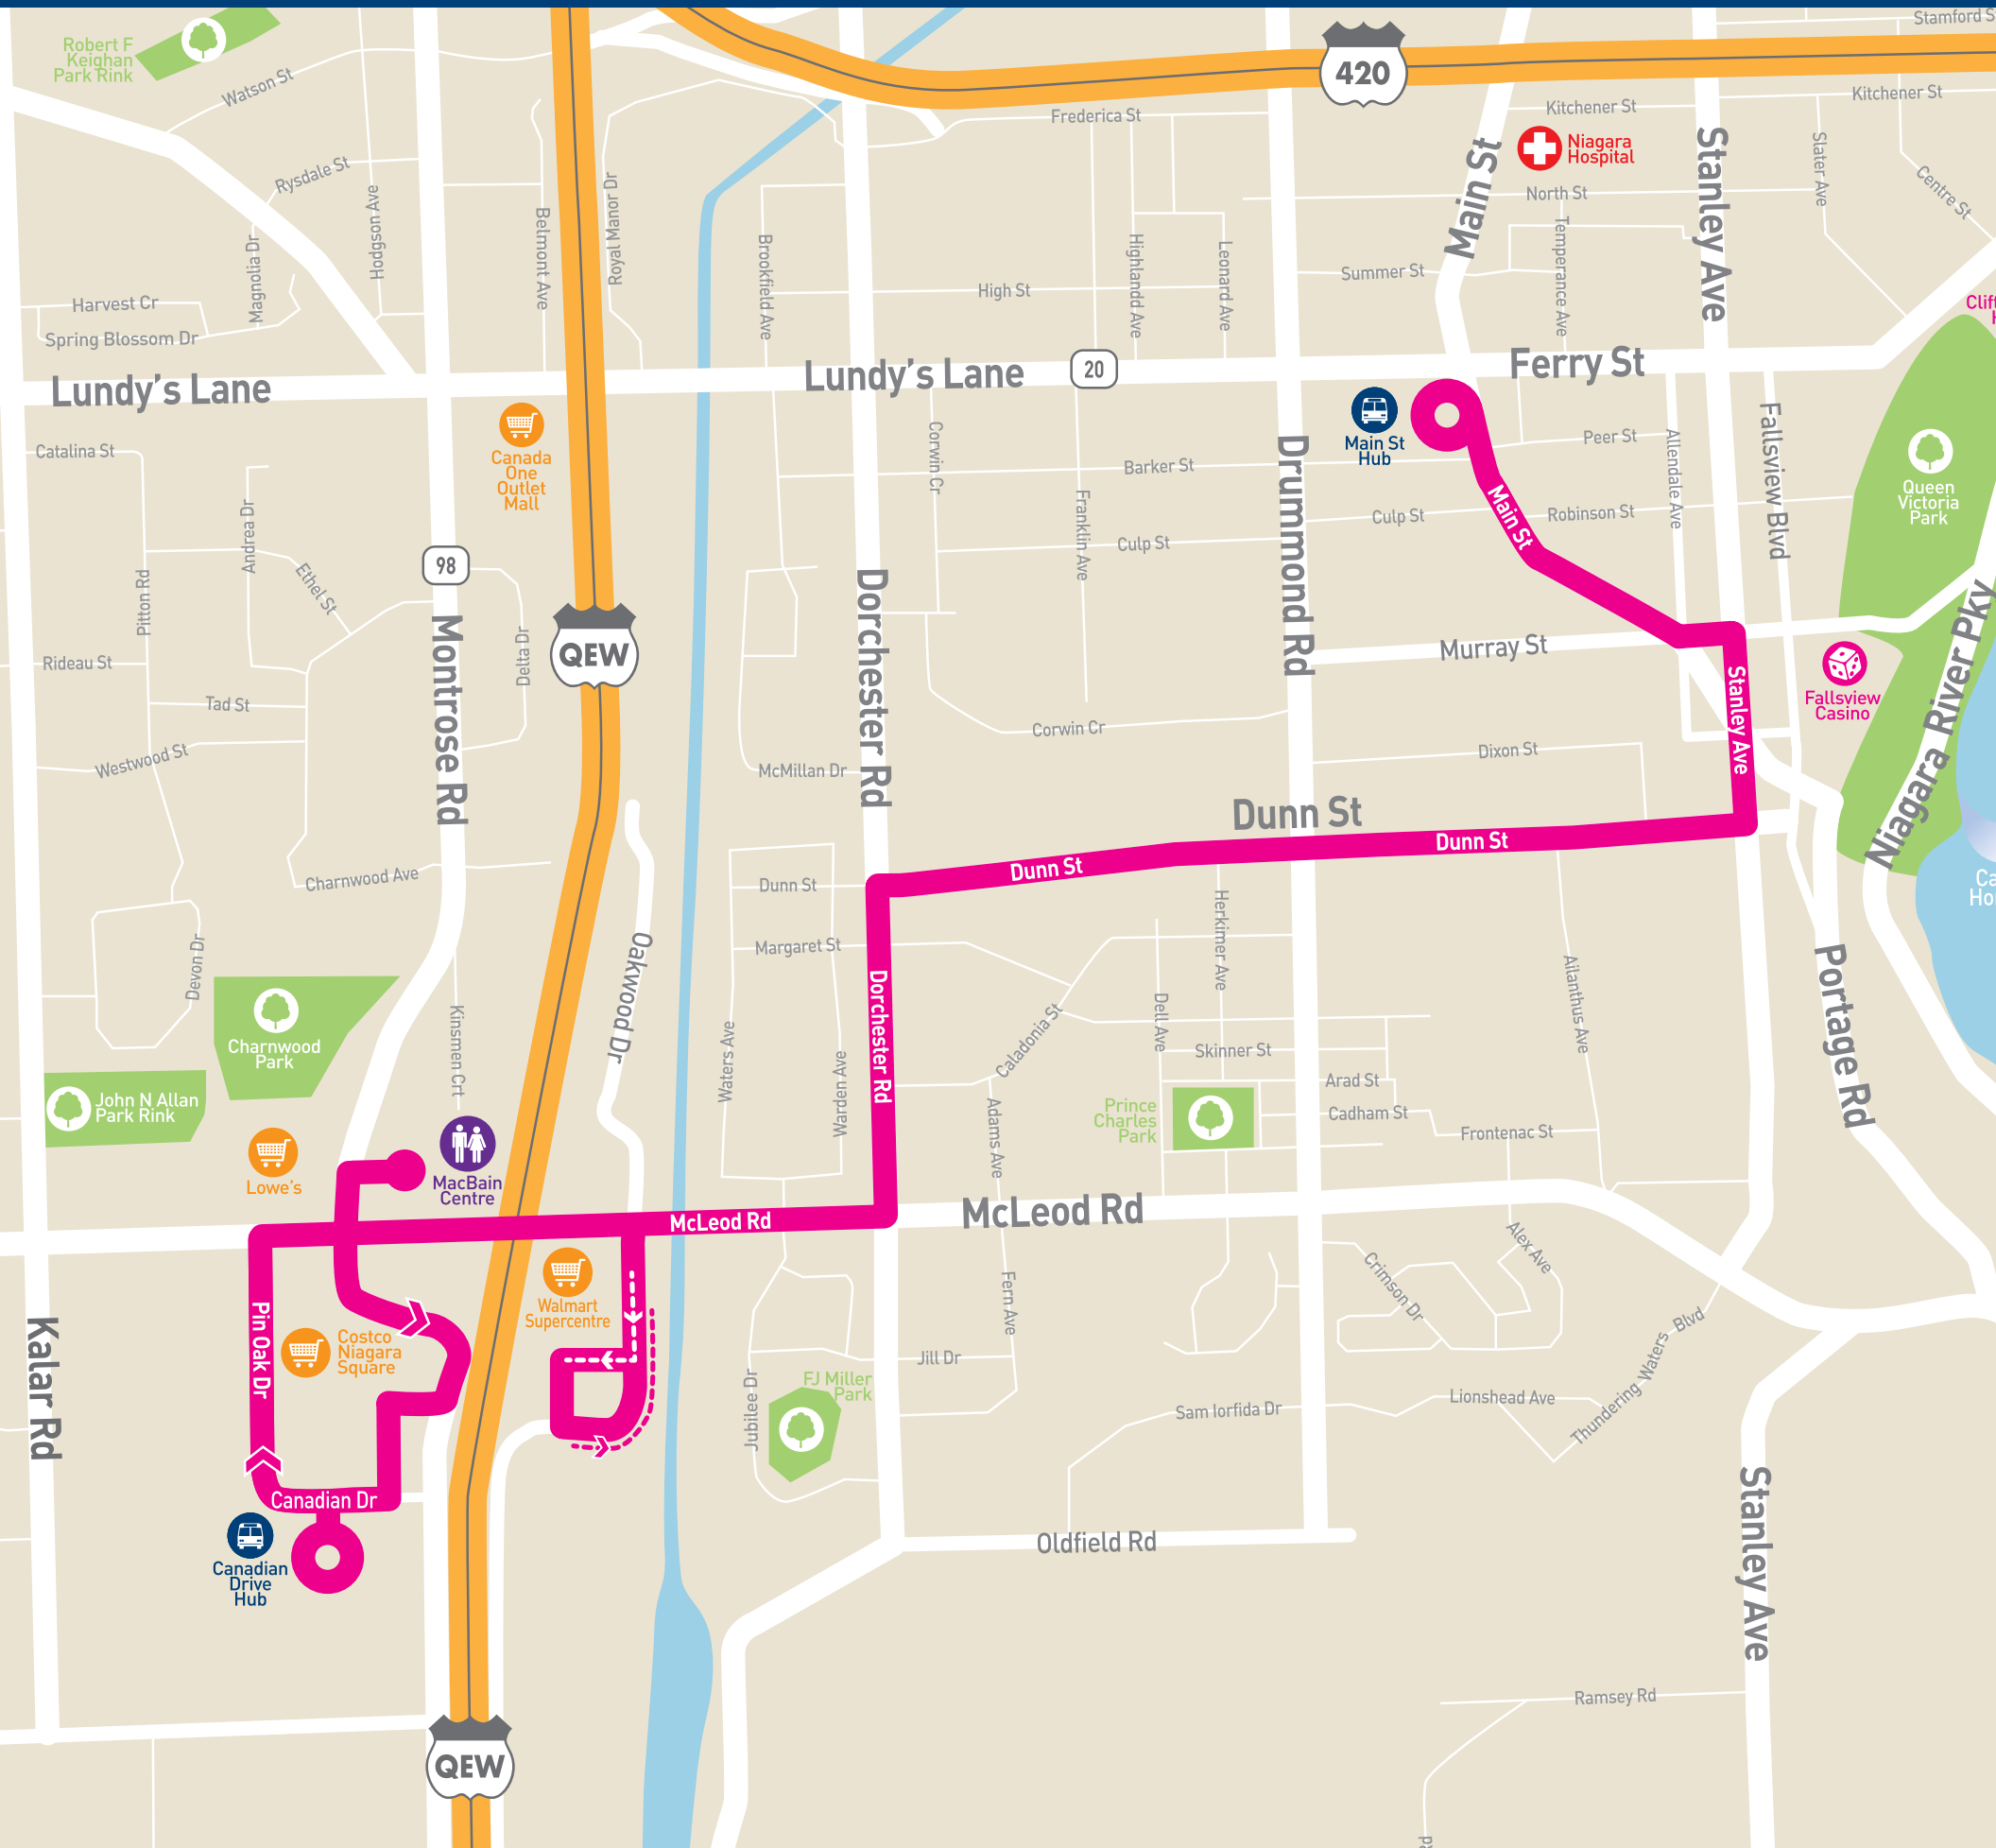 Stamford S
Robert F
Keighan
Park Rink
Watson St
420
Kitchener St
Kitchener St
Frederica St
Niagara
Hospital
Main St
Stanley Ave
Slater Ave
Centre St
Rysdale St
Hodgson Ave
Belmont Ave
Royal Manor Dr
North St
Temperance Ave
Magnolia Dr
Brookfield Ave
Highlandd Ave
Leonard Ave
Summer St
High St
Harvest Cr
Spring Blossom Dr
Clif
Lundy's Lane
Lundy's Lane
20
Ferry St
Main St
Hub
Canada
One
Outlet
Mall
Catalina St
Corwin Cr
Barker St
Peer St
Allendale Ave
Fallsview Blvd
Queen
Victoria
Park
Andrea Dr
Franklin Ave
Culp St
Culp St
Main St
Robinson St
Drummond Rd
98
Pitton Rd
Ethel St
Dorchester Rd
Montrose Rd
Delta Dr
QEW
Murray St
Niagara River Pky
Rideau St
Tad St
Westwood St
Corwin Cr
Dixon St
Stanley Ave
Fallsview
Casino
McMillan Dr
Dunn St
Dunn St
Dunn St
Dunn St
Charnwood Ave
Ca
Ho
Devon Dr
Oakwood Dr
Margaret St
Herkimer Ave
Ailanthus Ave
Portage Rd
Charnwood
Park
Kinsmen Crt
Waters Ave
Warden Ave
Dorchester Rd
Caladonia St
Dell Ave
Skinner St
Arad St
Cadham St
Frontenac St
John N Allan
Park Rink
Prince
Charles
Park
Adams Ave
Lowe's
MacBain
Centre
McLeod Rd
McLeod Rd
Alex Ave
Crimson Dr
Walmart
Supercentre
Fern Ave
Kalar Rd
Pin Oak Dr
Costco
Niagara
Square
Thundering Waters Blvd
Jill Dr
FJ Miller
Park
Jubilee Dr
Sam Iorfida Dr
Lionshead Ave
Canadian Dr
Canadian
Drive
Hub
Oldfield Rd
Stanley Ave
Ramsey Rd
QEW